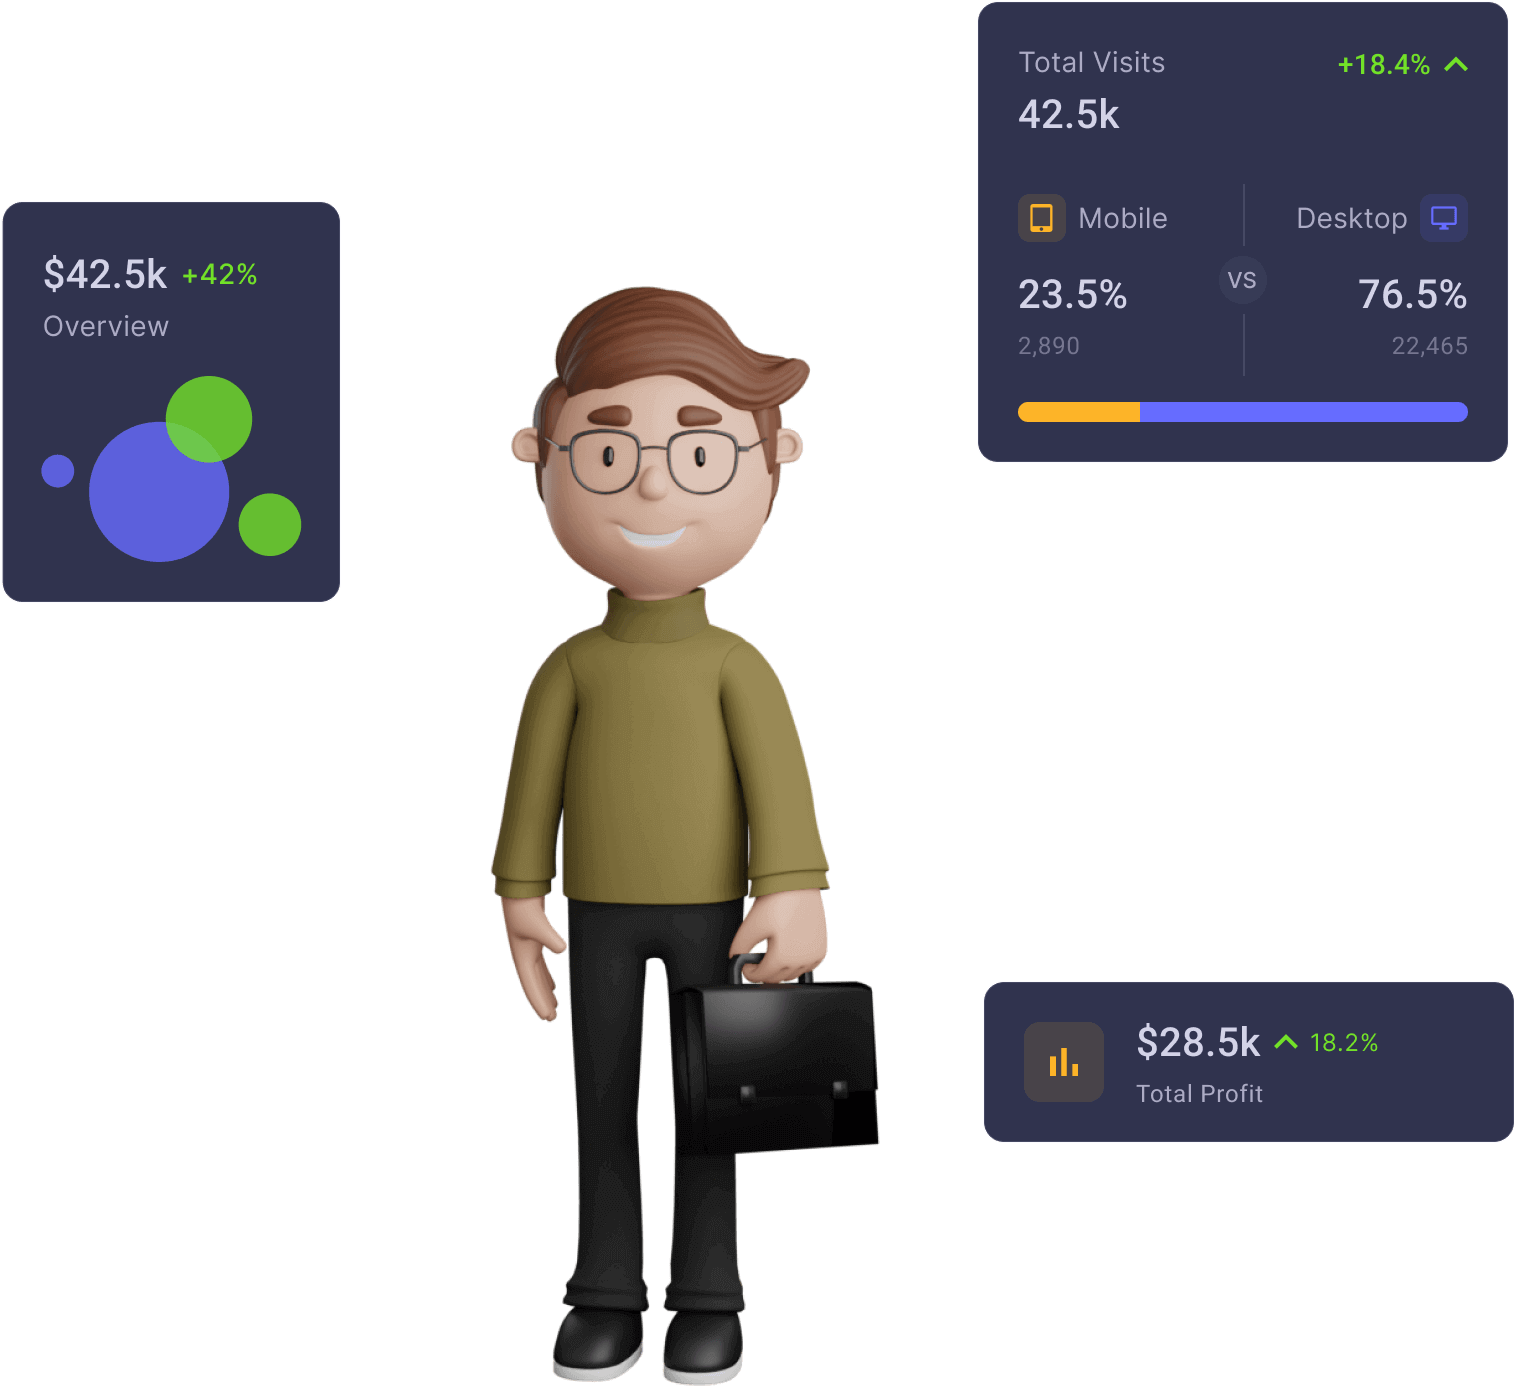 $42.5k +42%
Overview
Total Visits +18.4%
42.5k
Mobile Desktop
VS
23.5% 76.5%
2,890 22,465
$28.5k 18.2%
Total Profit